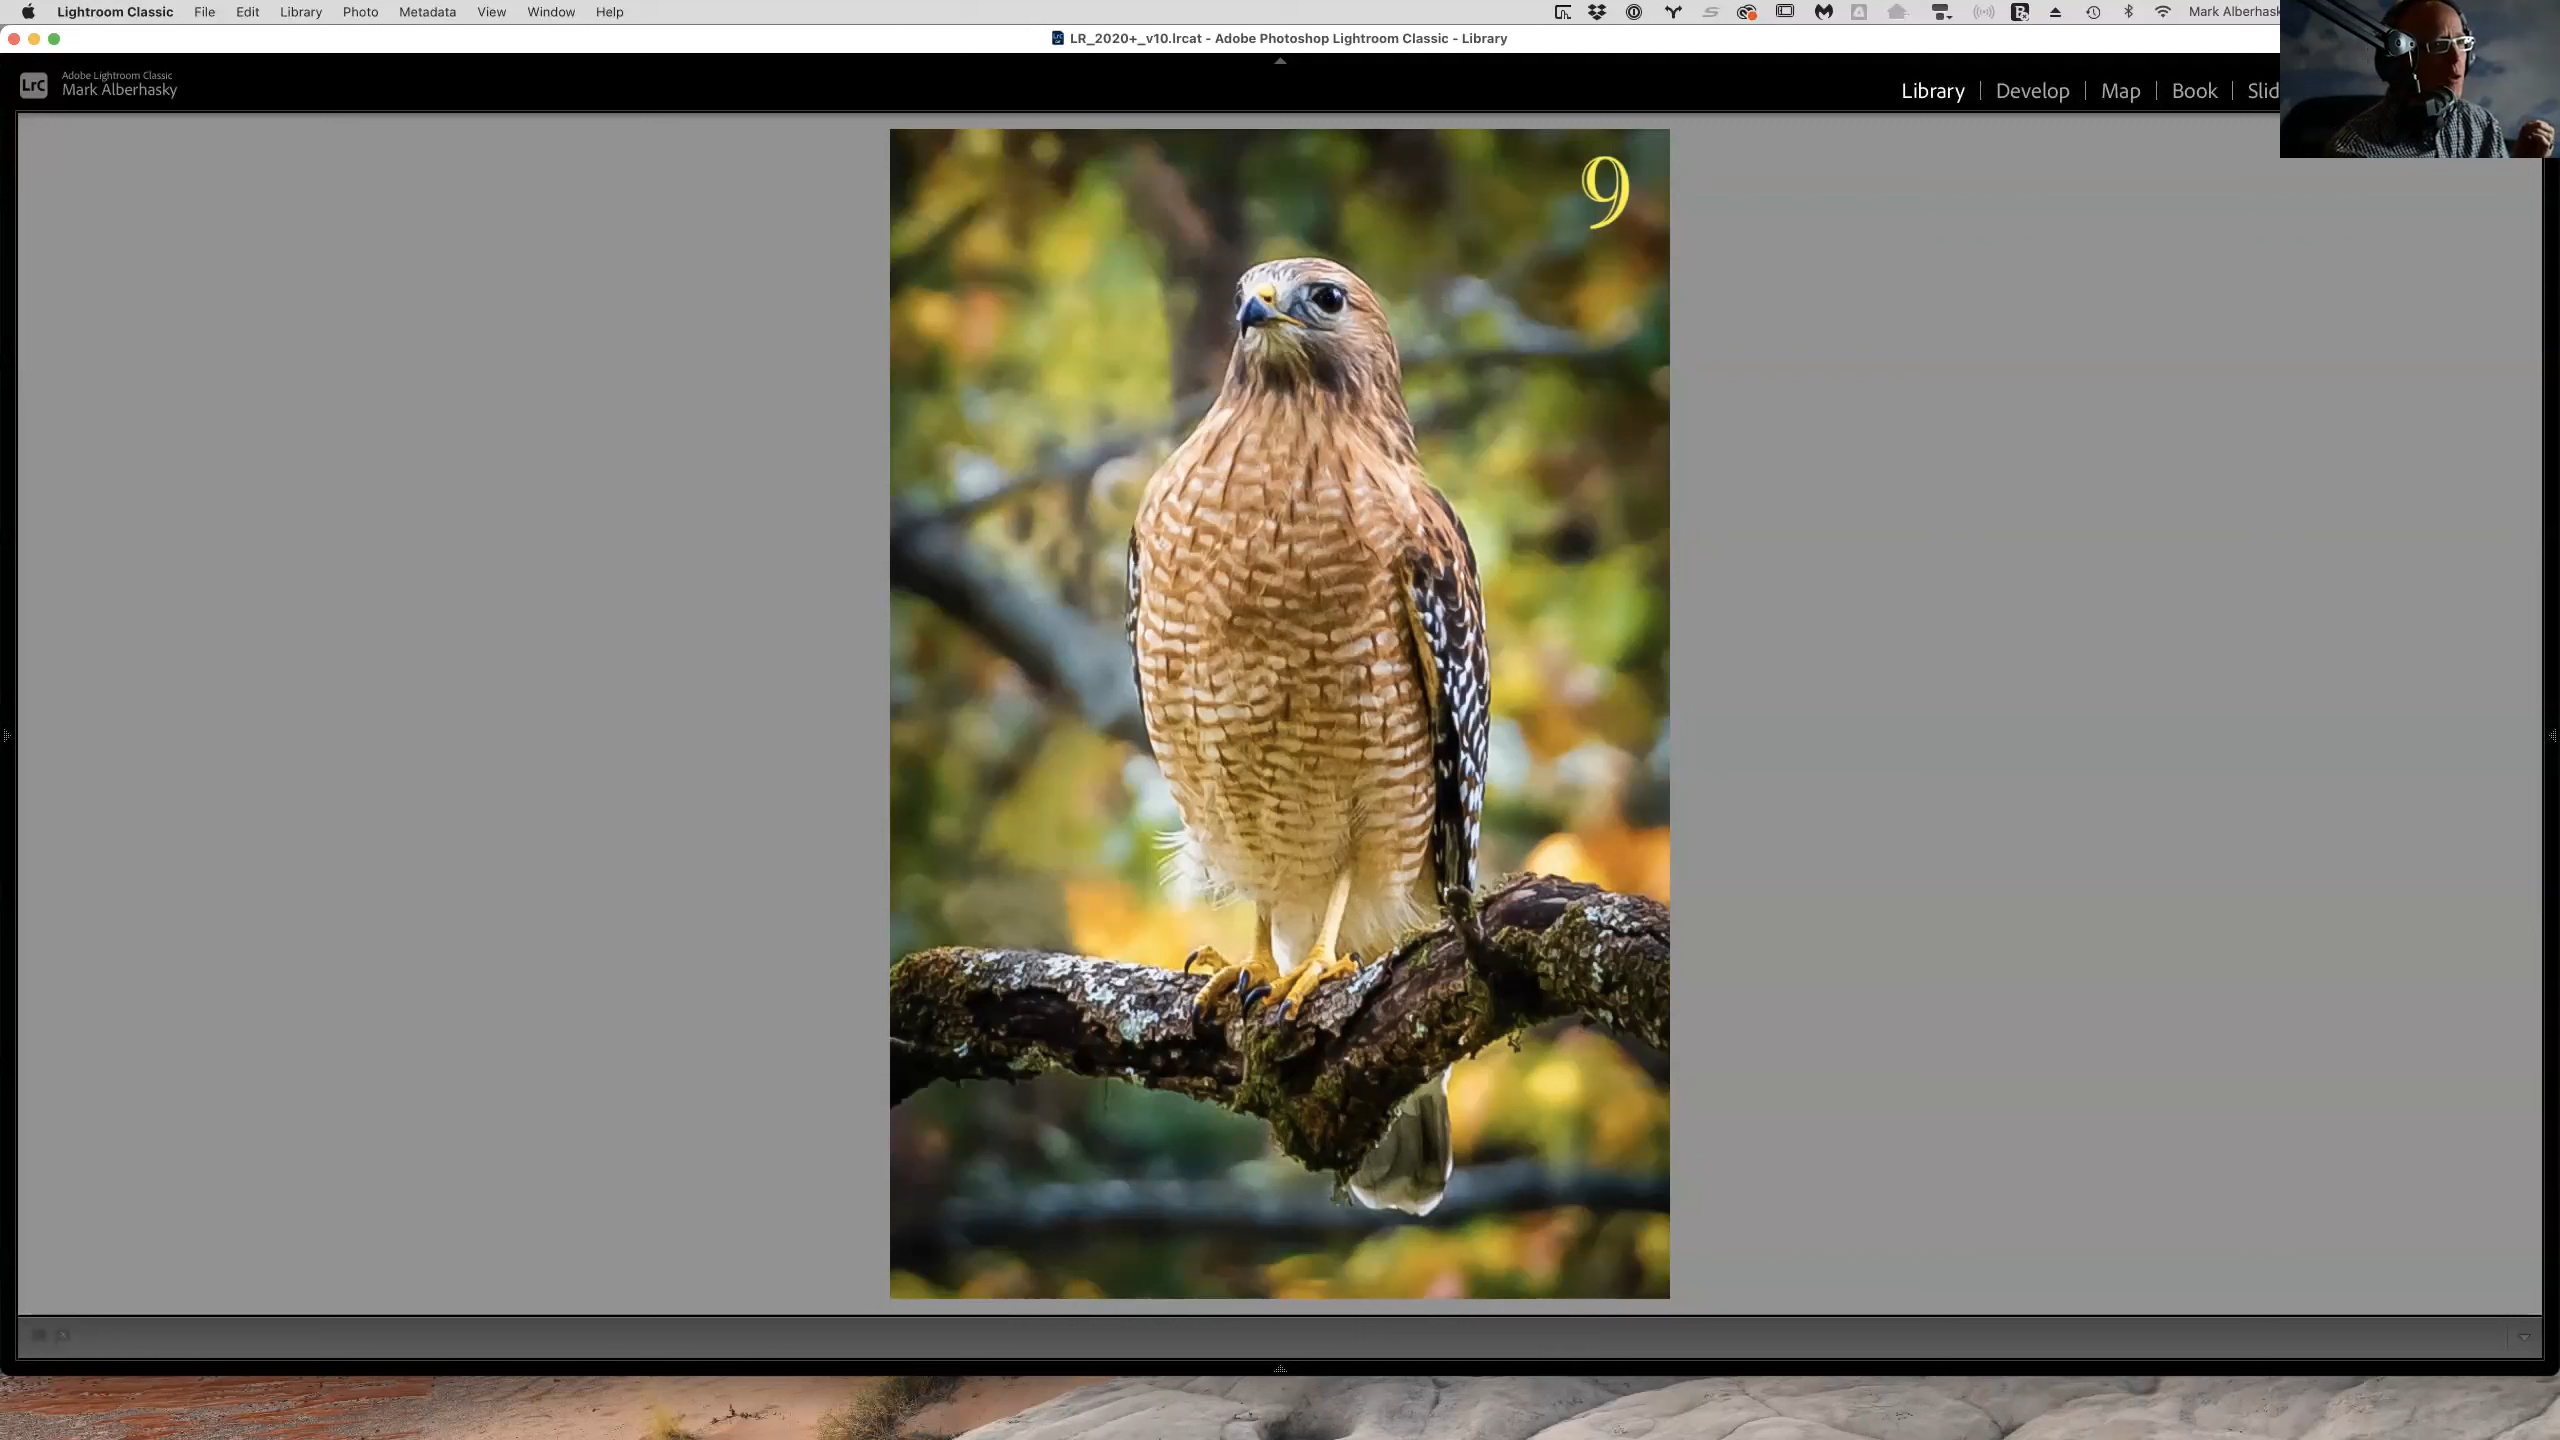 Lightroom Classic File Edit Library Photo Metadata View Window Help Mark Alberhask
LR_2020+_v10.lrcat - Adobe Photoshop Lightroom Classic - Library
LrC
Adobe Lightroom Classic
Mark Alberhasky
Library | Develop | Map | Book | Slid
9